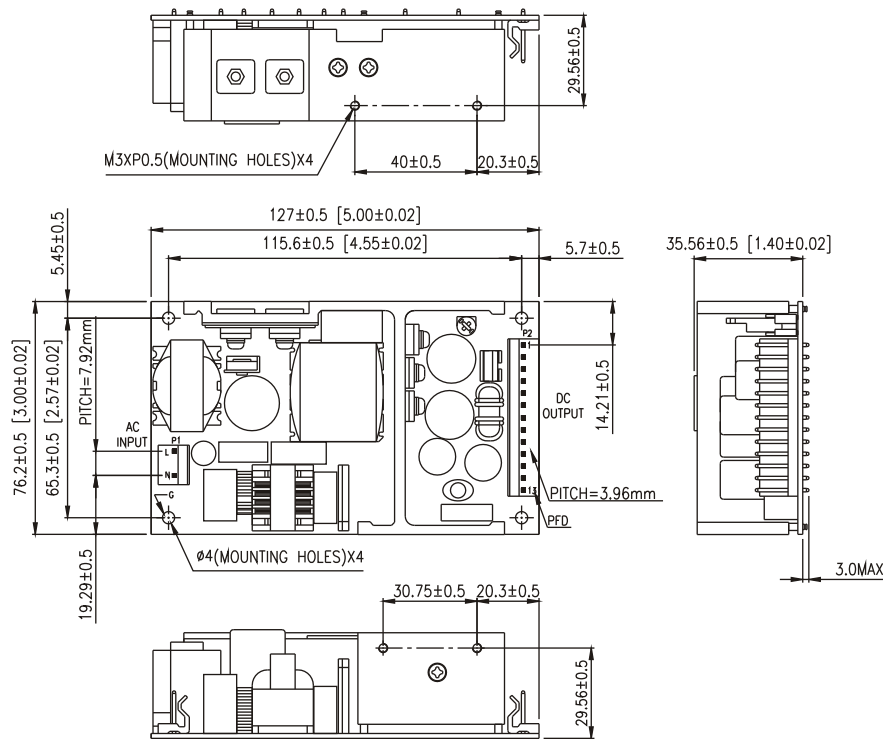 29.56±0.5
M3XP0.5(MOUNTING HOLES)X4
40±0.5
20.3±0.5
127±0.5 [5.00±0.02]
115.6±0.5 [4.55±0.02]
5.7±0.5
5.45±0.5
35.56±0.5 [1.40±0.02]
76.2±0.5 [3.00±0.02]
65.3±0.5 [2.57±0.02]
PITCH=7.92mm
AC
INPUT
P1
L
N
G
P2
1
13
DC
OUTPUT
14.21±0.5
PITCH=3.96mm
PFD
ø4(MOUNTING HOLES)X4
19.29±0.5
3.0MAX
30.75±0.5
20.3±0.5
29.56±0.5